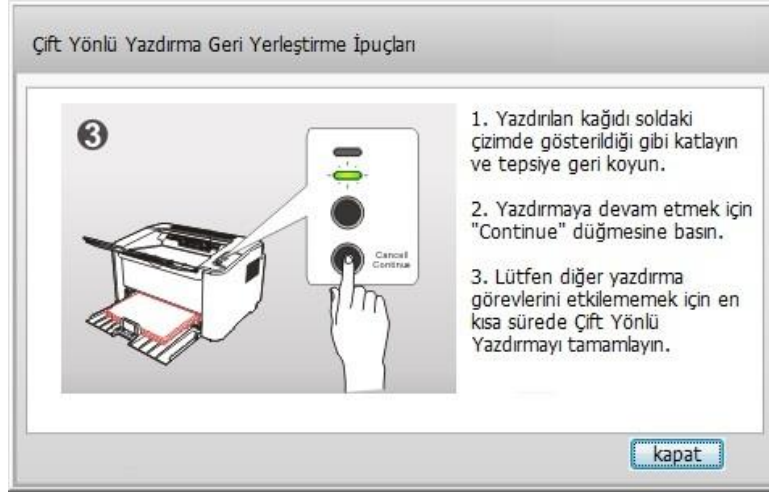 Çift Yönlü Yazdırma Geri Yerleştirme İpuçları
3
Cancel/
Continue
1. Yazdırılan kağıdı soldaki
çizimde gösterildiği gibi katlayın
ve tepsiye geri koyun.
2. Yazdırmaya devam etmek için
"Continue" düğmesine basın.
3. Lütfen diğer yazdırma
görevlerini etkilememek için en
kısa sürede Çift Yönlü
Yazdırmayı tamamlayın.
kapat